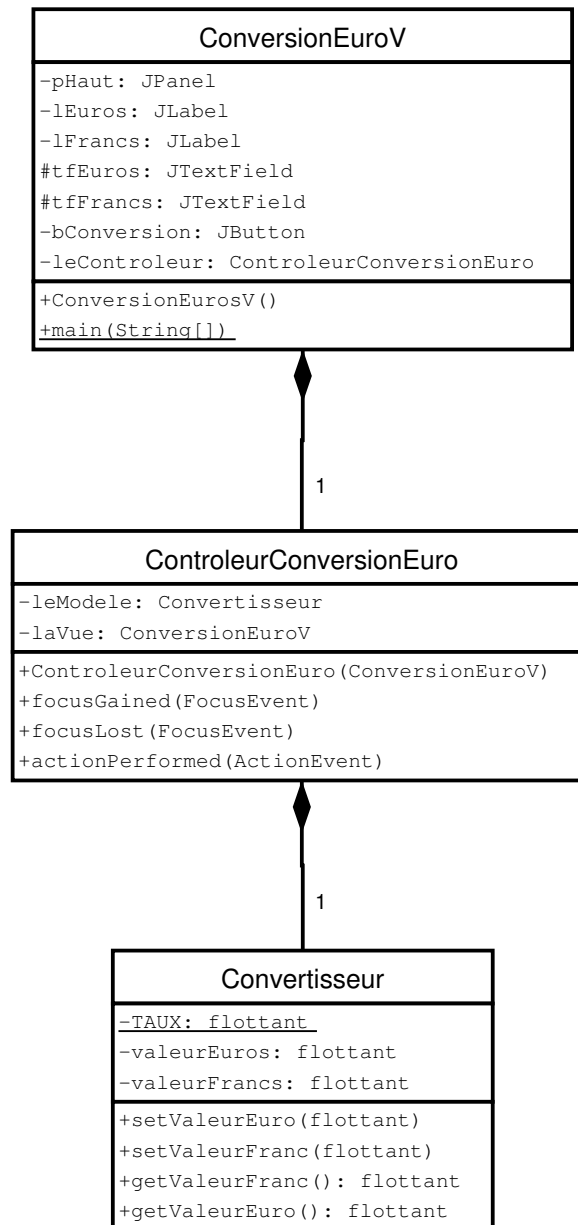 ConversionEuroV
-pHaut: JPanel
-lEuros: JLabel
-lFrancs: JLabel
#tfEuros: JTextField
#tfFrancs: JTextField
-bConversion: JButton
-leControleur: ControleurConversionEuro
+ConversionEurosV()
+main(String[])
1
ControleurConversionEuro
-leModele: Convertisseur
-laVue: ConversionEuroV
+ControleurConversionEuro(ConversionEuroV)
+focusGained(FocusEvent)
+focusLost(FocusEvent)
+actionPerformed(ActionEvent)
1
Convertisseur
-TAUX: flottant
-valeurEuros: flottant
-valeurFrancs: flottant
+setValeurEuro(flottant)
+setValeurFranc(flottant)
+getValeurFranc(): flottant
+getValeurEuro(): flottant